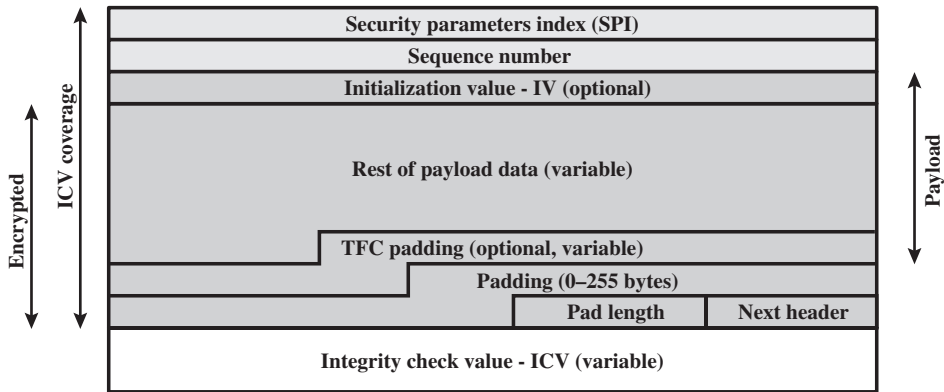 Security parameters index (SPI)
Sequence number
Initialization value - IV (optional)
Rest of payload data (variable)
TFC padding (optional, variable)
Padding (0–255 bytes)
Pad length
Next header
Integrity check value - ICV (variable)
Encrypted
ICV coverage
Payload